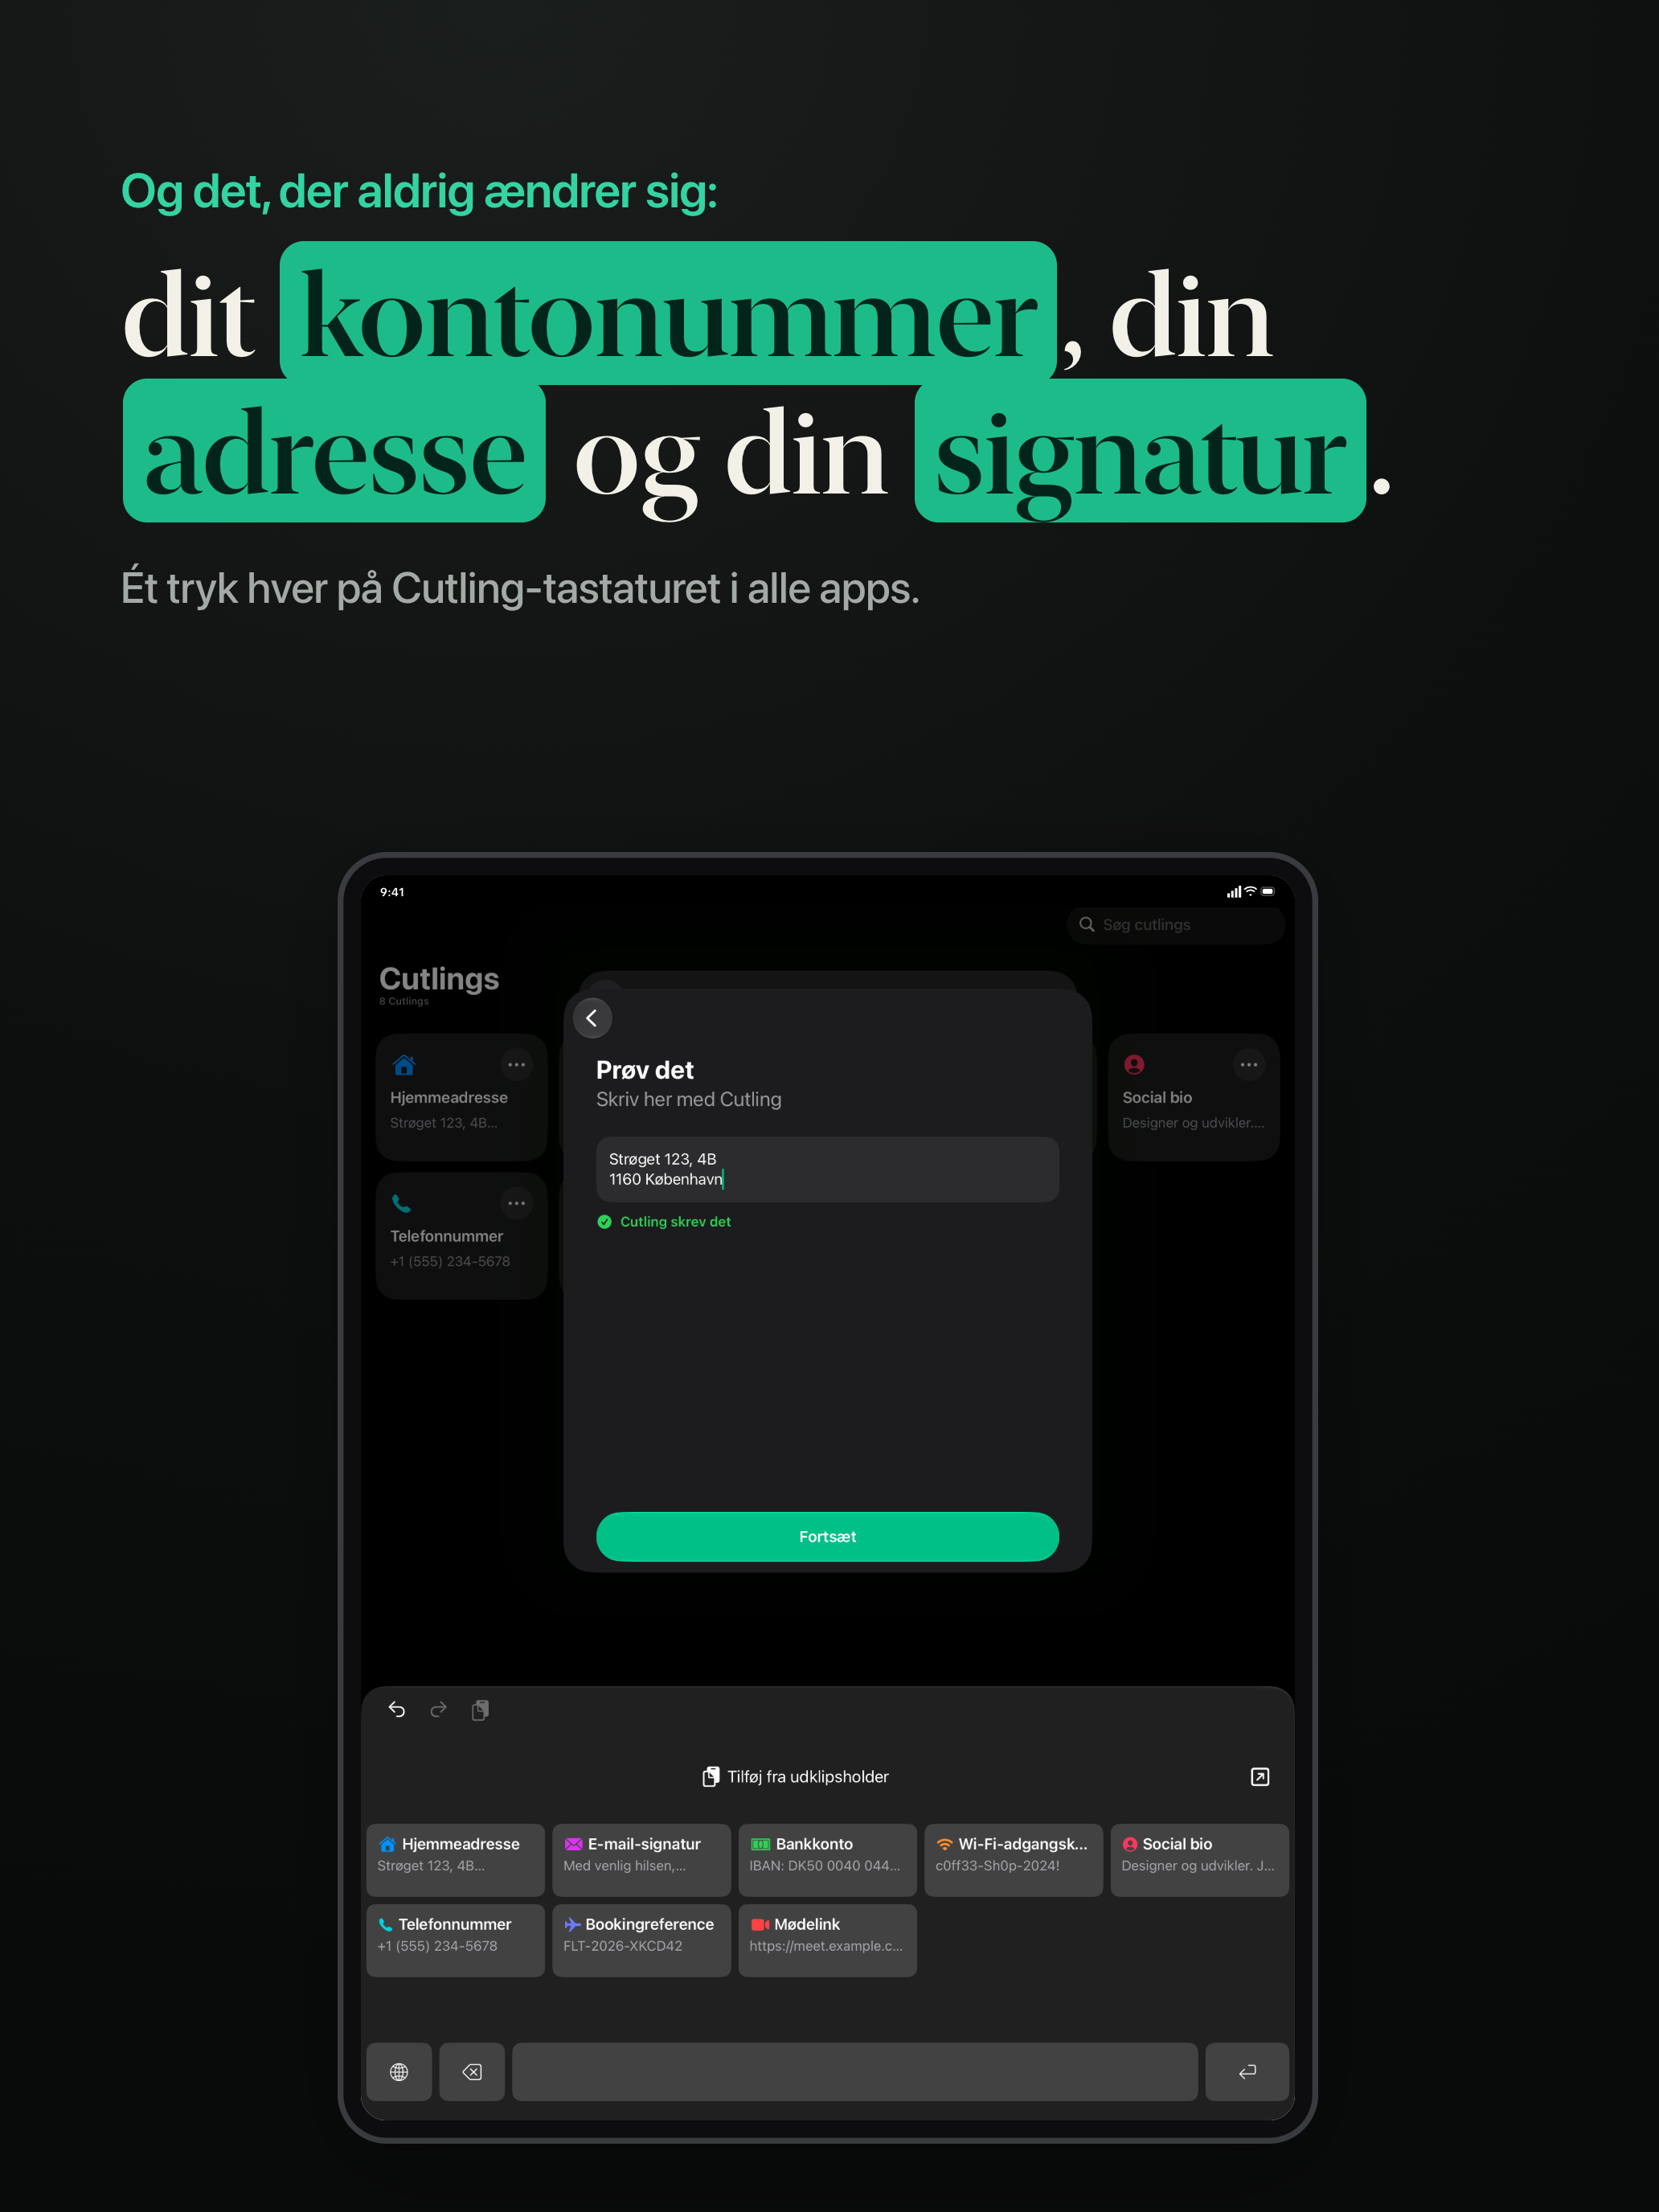 Og det, der aldrig ændrer sig:
dit kontonummer, din
adresse og din signatur.
Ét tryk hver på Cutling-tastaturet i alle apps.
9:41
Søg cutlings
Cutlings
8 Cutlings
Hjemmeadresse
Strøget 123, 4B...
Telefonnummer
+1 (555) 234-5678
Prøv det
Skriv her med Cutling
Strøget 123, 4B
1160 København
Cutling skrev det
Fortsæt
Social bio
Designer og udvikler....
Tilføj fra udklipsholder
Hjemmeadresse
Strøget 123, 4B...
E-mail-signatur
Med venlig hilsen,...
Bankkonto
IBAN: DK50 0040 044...
Wi-Fi-adgangsk...
c0ff33-Sh0p-2024!
Social bio
Designer og udvikler. J...
Telefonnummer
+1 (555) 234-5678
Bookingreference
FLT-2026-XKCD42
Mødelink
https://meet.example.c...